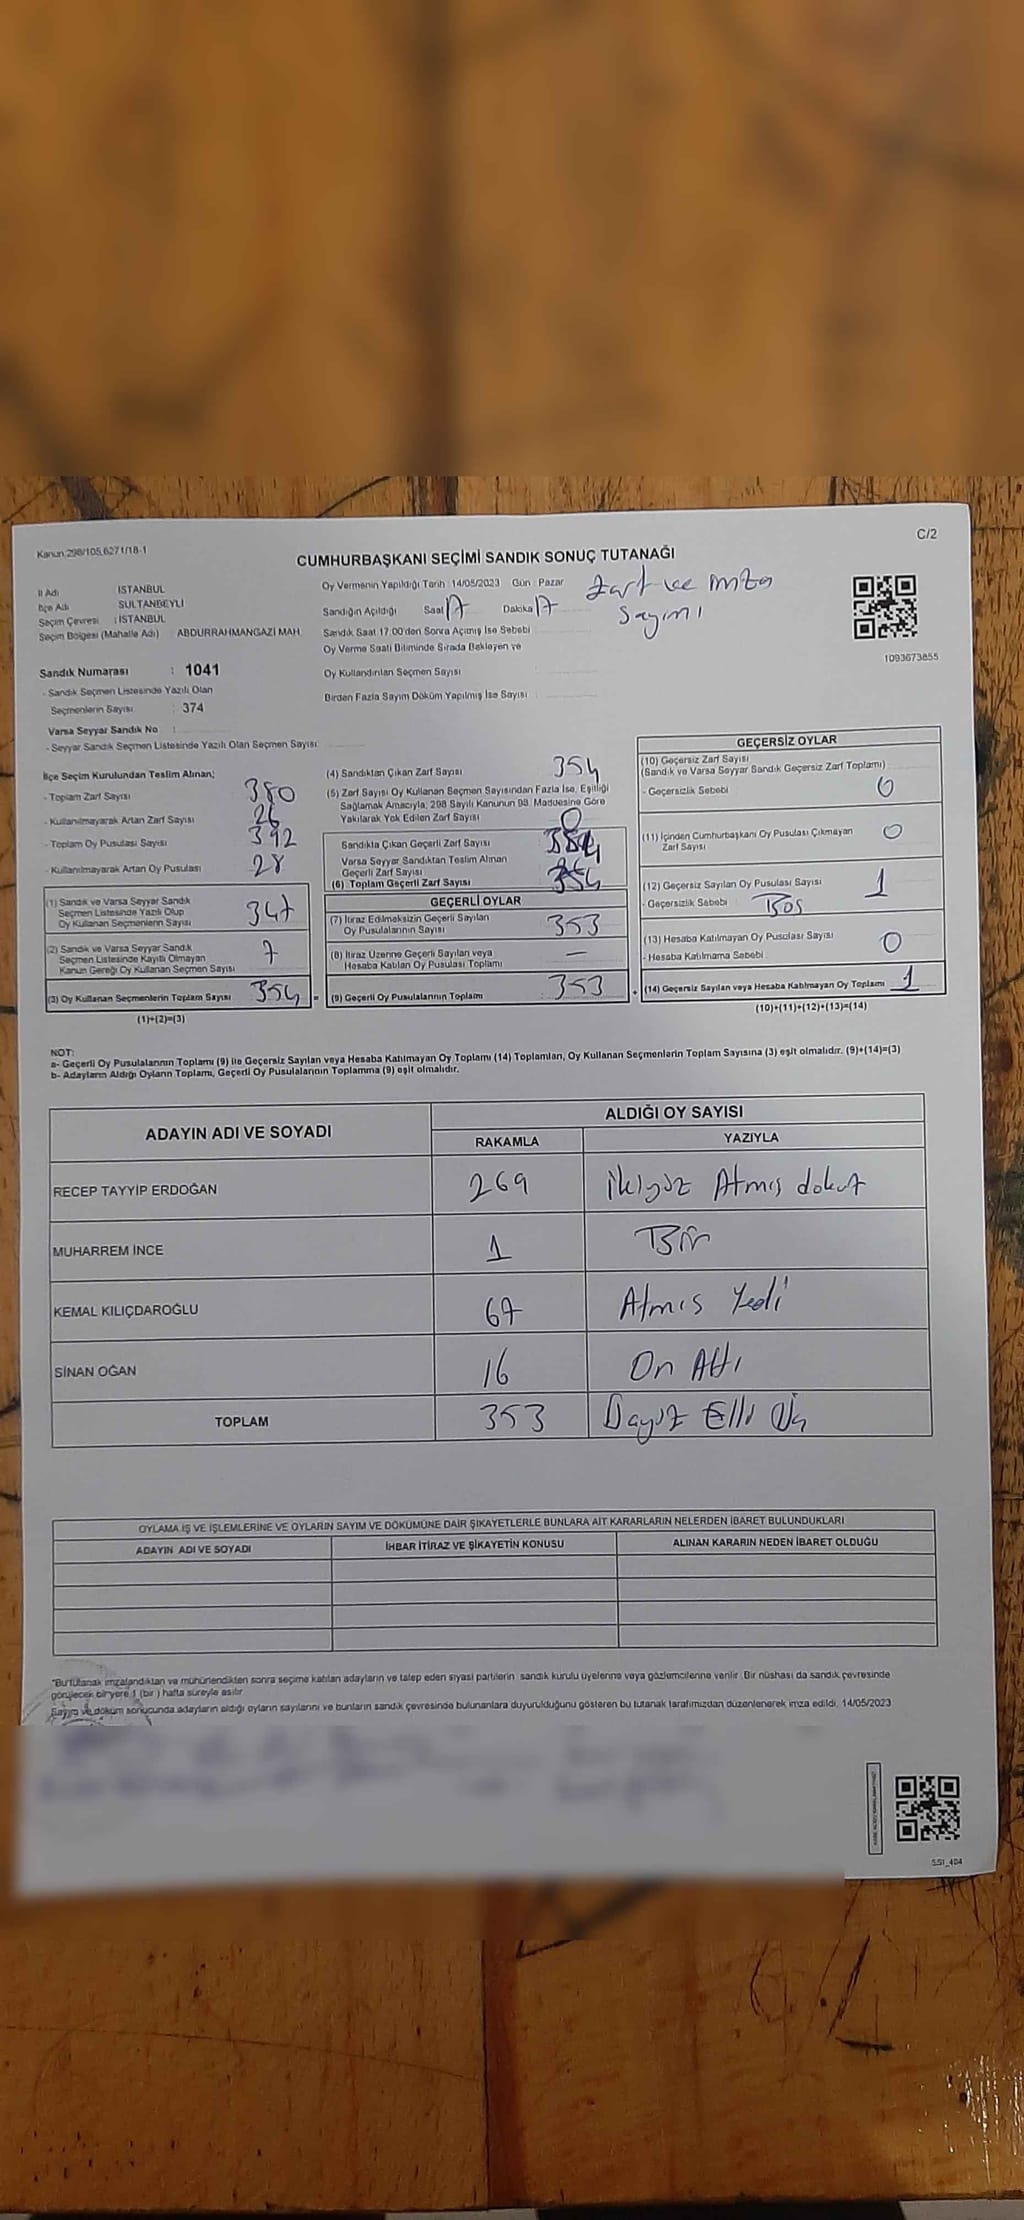 Kanun:298/105,6271/18-1
C/2
CUMHURBAŞKANI SEÇİMİ SANDIK SONUÇ TUTANAĞI
İl Adı : İSTANBUL
İlçe Adı : SULTANBEYLİ
Seçim Çevresi : İSTANBUL
Seçim Bölgesi (Mahalle Adı) : ABDURRAHMANGAZİ MAH.
Oy Vermenin Yapıldığı Tarih :14/05/2023 Gün : Pazar
Zarf ve imza
Sandığın Açıldığı Saat 17 Dakika 17
Sayımı
Sandık Saat 17:00'den Sonra Açılmış İse Sebebi
Oy Verme Saati Bitiminde Sırada Bekleyen ve
Oy Kullandırılan Seçmen Sayısı :
Birden Fazla Sayım Döküm Yapılmış İse Sayısı :
1093673855
Sandık Numarası : 1041
- Sandık Seçmen Listesinde Yazılı Olan
Seçmenlerin Sayısı : 374
Varsa Seyyar Sandık No :
- Seyyar Sandık Seçmen Listesinde Yazılı Olan Seçmen Sayısı:
İlçe Seçim Kurulundan Teslim Alınan;
- Toplam Zarf Sayısı 380
- Kullanılmayarak Artan Zarf Sayısı 26
- Toplam Oy Pusulası Sayısı 392
- Kullanılmayarak Artan Oy Pusulası 28
(1) Sandık ve Varsa Seyyar Sandık
Seçmen Listesinde Yazılı Olup
Oy Kullanan Seçmenlerin Sayısı 347
(2) Sandık ve Varsa Seyyar Sandık
Seçmen Listesinde Kayıtlı Olmayan
Kanun Gereği Oy Kullanan Seçmen Sayısı 7
(3) Oy Kullanan Seçmenlerin Toplam Sayısı 354
(1)+(2)=(3)
(4) Sandıktan Çıkan Zarf Sayısı 354
(5) Zarf Sayısı Oy Kullanan Seçmen Sayısından Fazla İse, Eşitliği
Sağlamak Amacıyla, 298 Sayılı Kanunun 98. Maddesine Göre
Yakılarak Yok Edilen Zarf Sayısı 0
Sandıkta Çıkan Geçerli Zarf Sayısı 354
Varsa Seyyar Sandıktan Teslim Alınan
Geçerli Zarf Sayısı
(6) Toplam Geçerli Zarf Sayısı 354
GEÇERLİ OYLAR
(7) İtiraz Edilmeksizin Geçerli Sayılan
Oy Pusulalarının Sayısı 353
(8) İtiraz Üzerine Geçerli Sayılan veya
Hesaba Katılan Oy Pusulası Toplamı —
= (9) Geçerli Oy Pusulalarının Toplamı 353
GEÇERSİZ OYLAR
(10) Geçersiz Zarf Sayısı
(Sandık ve Varsa Seyyar Sandık Geçersiz Zarf Toplamı)
- Geçersizlik Sebebi 0
(11) İçinden Cumhurbaşkanı Oy Pusulası Çıkmayan
Zarf Sayısı 0
(12) Geçersiz Sayılan Oy Pusulası Sayısı 1
- Geçersizlik Sebebi Boş
(13) Hesaba Katılmayan Oy Pusulası Sayısı 0
- Hesaba Katılmama Sebebi
+ (14) Geçersiz Sayılan veya Hesaba Katılmayan Oy Toplamı 1
(10)+(11)+(12)+(13)=(14)
NOT:
a- Geçerli Oy Pusulalarının Toplamı (9) ile Geçersiz Sayılan veya Hesaba Katılmayan Oy Toplamı (14) Toplamları, Oy Kullanan Seçmenlerin Toplam Sayısına (3) eşit olmalıdır. (9)+(14)=(3)
b- Adayların Aldığı Oyların Toplamı, Geçerli Oy Pusulalarının Toplamına (9) eşit olmalıdır.
ADAYIN ADI VE SOYADI
ALDIĞI OY SAYISI
RAKAMLA YAZIYLA
RECEP TAYYİP ERDOĞAN 269 ikiyüz Atmış dokuz
MUHARREM İNCE 1 Bir
KEMAL KILIÇDAROĞLU 67 Atmış Yedi
SİNAN OĞAN 16 On Altı
TOPLAM 353 Elli Üç
OYLAMA İŞ VE İŞLEMLERİNE VE OYLARIN SAYIM VE DÖKÜMÜNE DAİR ŞİKAYETLERLE BUNLARA AİT KARARLARIN NELERDEN İBARET BULUNDUKLARI
ADAYIN ADI VE SOYADI İHBAR İTİRAZ VE ŞİKAYETİN KONUSU ALINAN KARARIN NEDEN İBARET OLDUĞU
*Bu tutanak imzalandıktan ve mühürlendikten sonra seçime katılan adayların ve talep eden siyasi partilerin sandık kurulu üyelerine veya gözlemcilerine verilir. Bir nüshası da sandık çevresinde
görülecek bir yere 1 (bir ) hafta süreyle asılır.
Sayım ve döküm sonucunda adayların aldığı oyların sayılarını ve bunların sandık çevresinde bulunanlara duyurulduğunu gösteren bu tutanak tarafımızdan düzenlenerek imza edildi. 14/05/2023
SSI_404